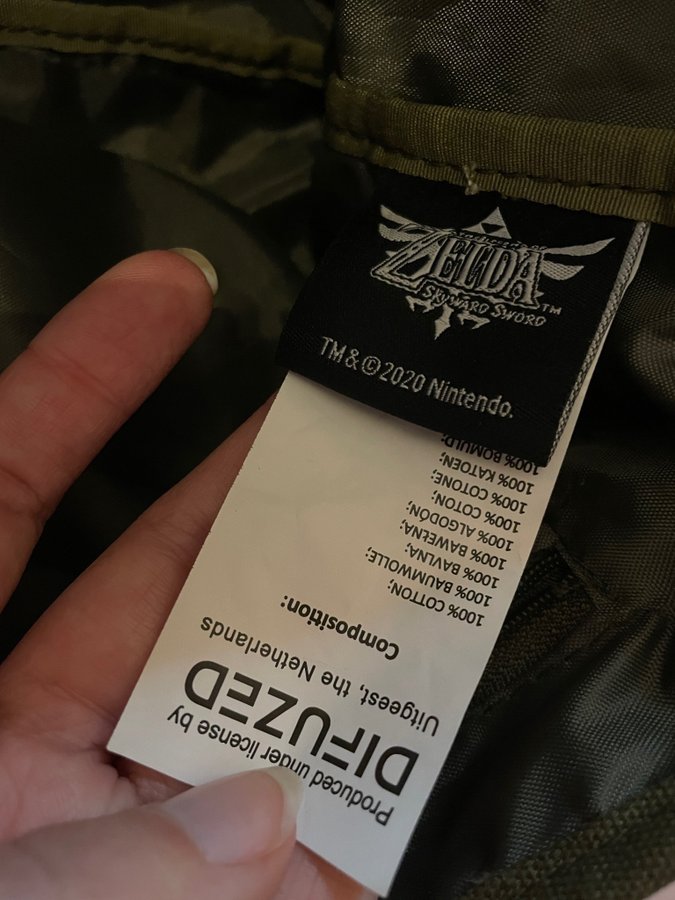 THE LEGEND OF
ZELDA™
SKYWARD SWORD
TM & © 2020 Nintendo.
Produced under license by
DIFUZED
Uitgeest, the Netherlands
Composition:
100% COTTON;
100% BAUMWOLLE;
100% BAVLNA;
100% BAWEŁNA;
100% ALGODÓN;
100% COTON;
100% COTONE;
100% KATOEN;
100% BOMULD;